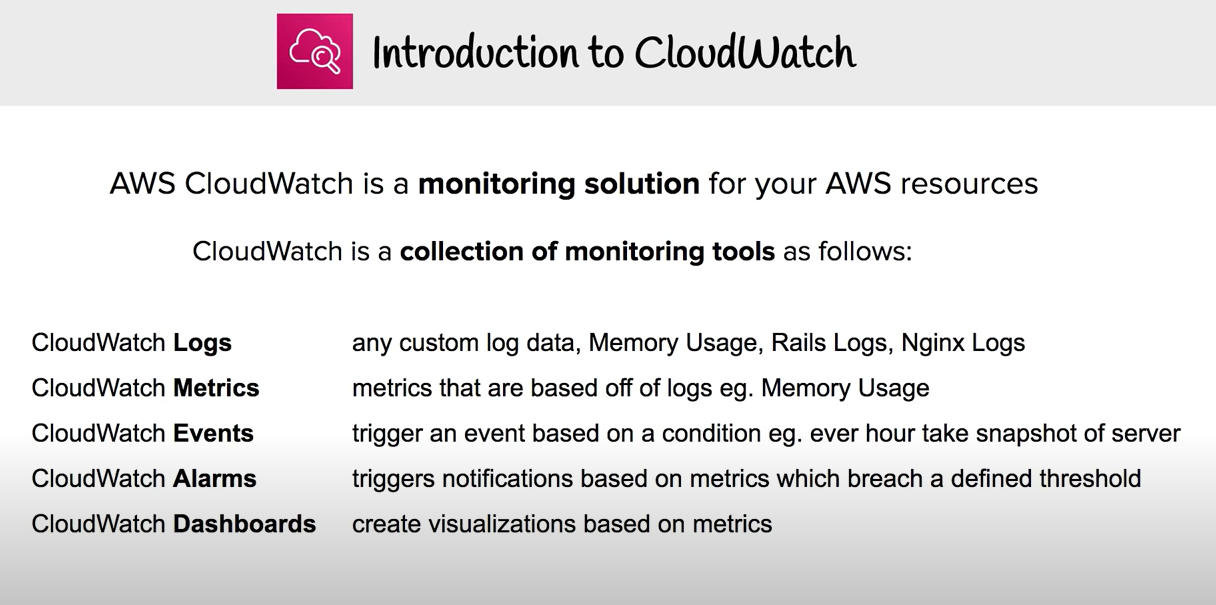 Introduction to CloudWatch
AWS CloudWatch is a monitoring solution for your AWS resources
CloudWatch is a collection of monitoring tools as follows:
CloudWatch Logs any custom log data, Memory Usage, Rails Logs, Nginx Logs
CloudWatch Metrics metrics that are based off of logs eg. Memory Usage
CloudWatch Events trigger an event based on a condition eg. ever hour take snapshot of server
CloudWatch Alarms triggers notifications based on metrics which breach a defined threshold
CloudWatch Dashboards create visualizations based on metrics